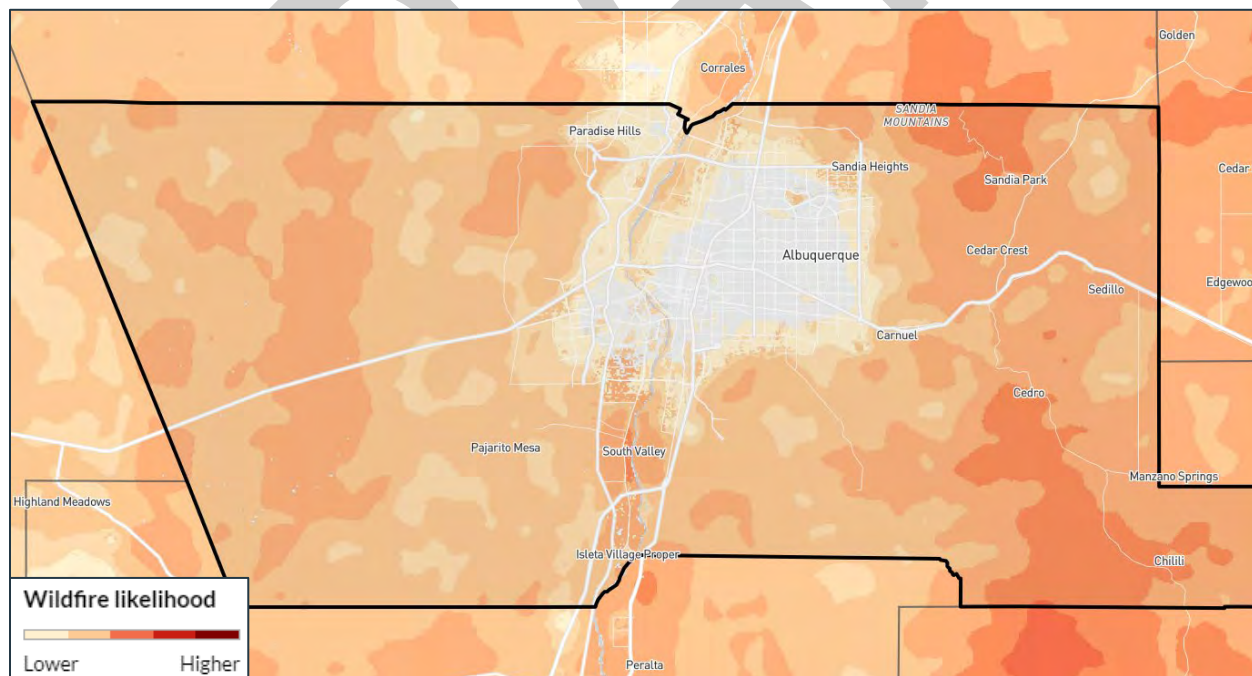 Golden
Corrales
SANDIA
MOUNTAINS
Paradise Hills
Sandia Heights
Cedar
Sandia Park
Albuquerque
Cedar Crest
Edgewoo
Sedillo
Carnuel
Cedro
Pajarito Mesa
South Valley
Manzano Springs
Highland Meadows
Isleta Village Proper
Chilili
Wildfire likelihood
Lower Higher
Peralta